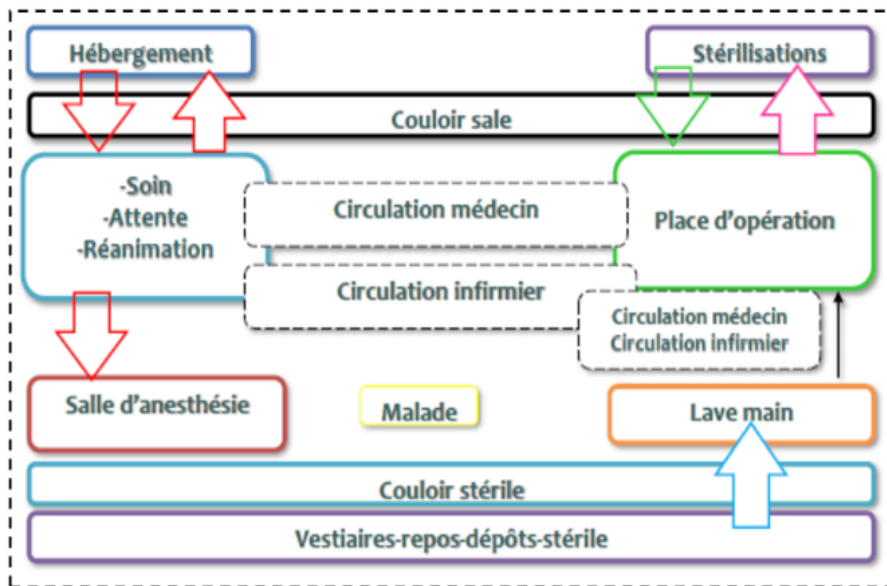 Hébergement
Stérilisations
Couloir sale
-Soin
-Attente
-Réanimation
Circulation médecin
Place d'opération
Circulation infirmier
Circulation médecin
Circulation infirmier
Salle d'anesthésie
Malade
Lave main
Couloir stérile
Vestiaires-repos-dépôts-stérile